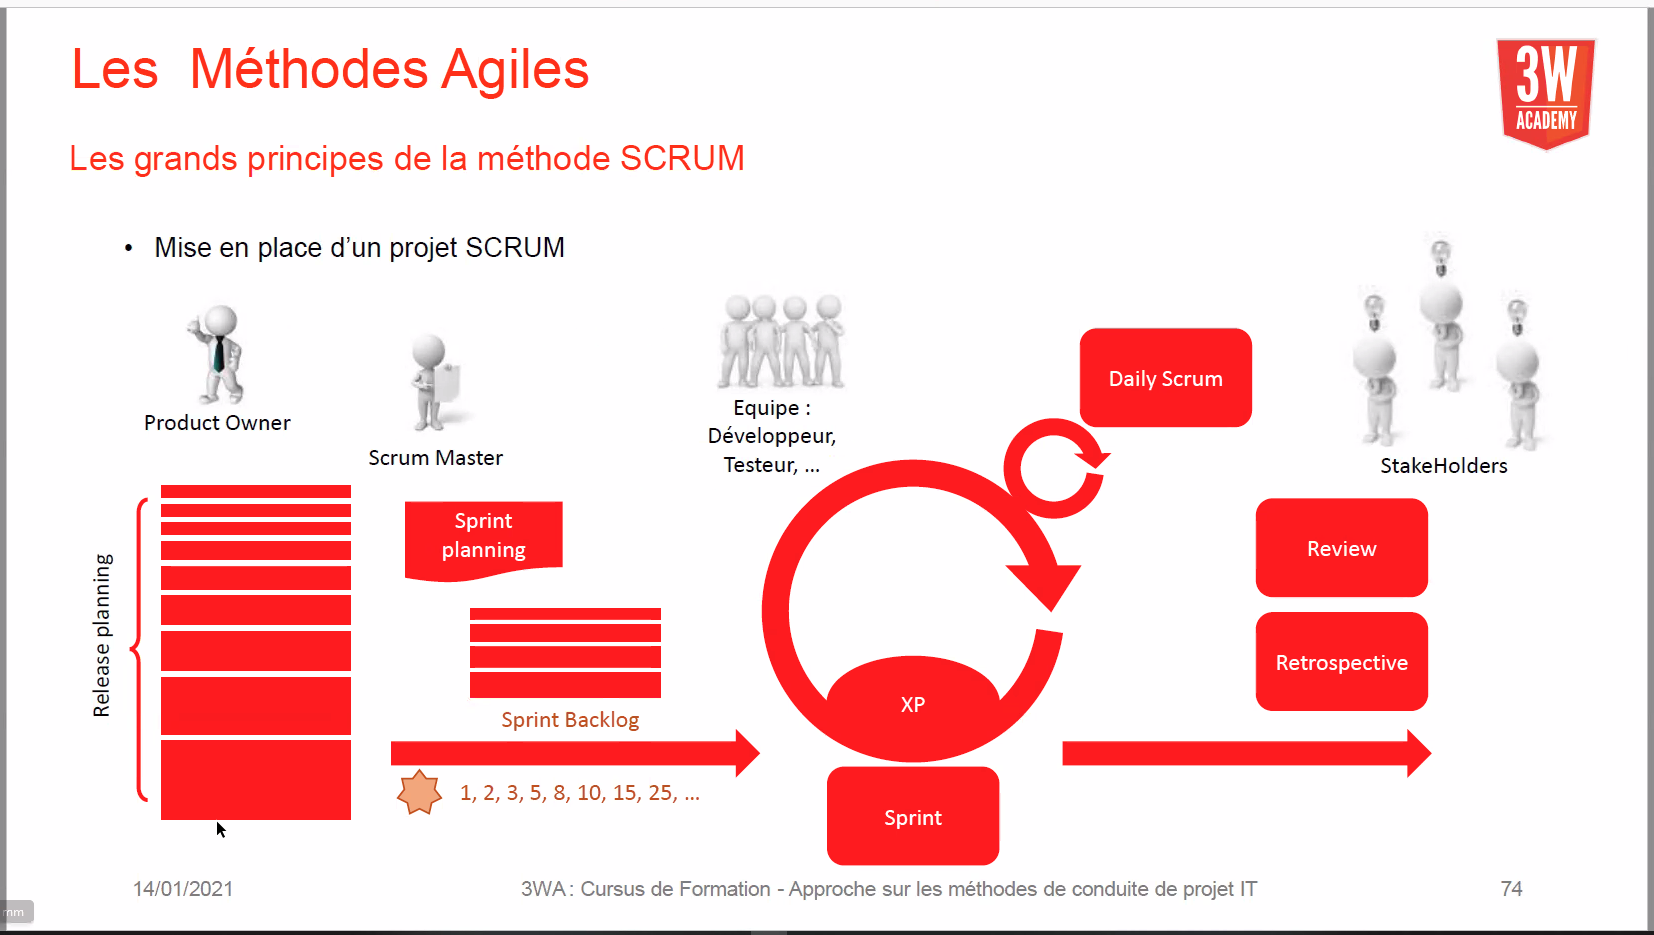 Les  Méthodes Agiles
3W
ACADEMY
Les grands principes de la méthode SCRUM
• Mise en place d’un projet SCRUM
Product Owner
Scrum Master
Equipe :
Développeur,
Testeur, ...
Daily Scrum
StakeHolders
Release planning
Sprint
planning
Sprint Backlog
1, 2, 3, 5, 8, 10, 15, 25, ...
XP
Sprint
Review
Retrospective
14/01/2021
3WA : Cursus de Formation - Approche sur les méthodes de conduite de projet IT
74
mm